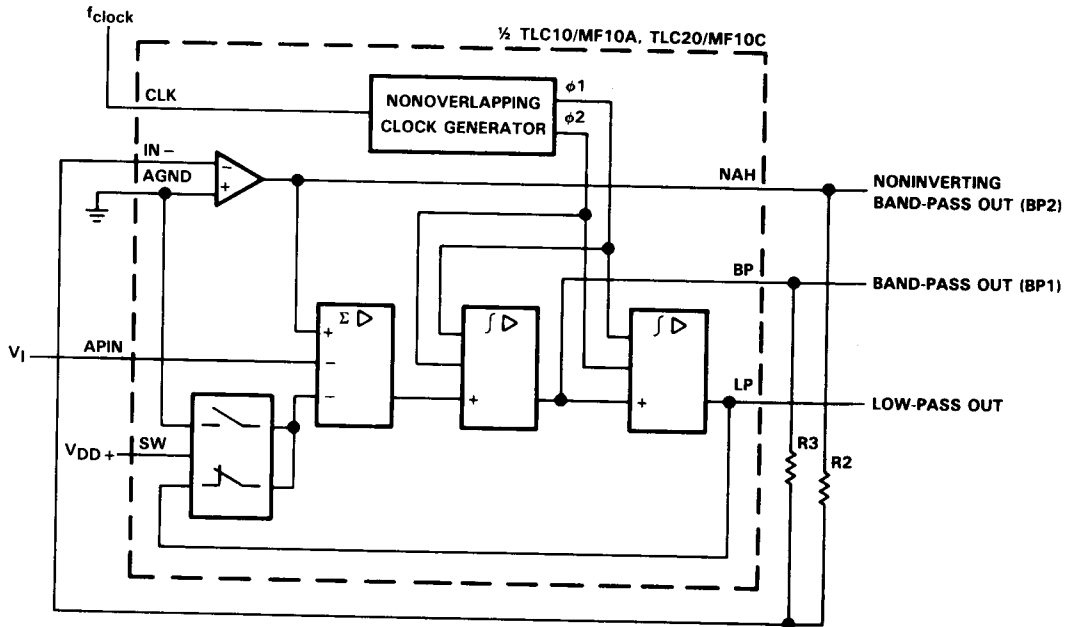 fclock
½ TLC10/MF10A, TLC20/MF10C
CLK
NONOVERLAPPING
CLOCK GENERATOR
ϕ1
ϕ2
IN −
AGND
−
+
NAH
NONINVERTING
BAND-PASS OUT (BP2)
BP
BAND-PASS OUT (BP1)
Σ ▷
∫ ▷
∫ ▷
+
VI
APIN
−
−
+
+
LP
LOW-PASS OUT
VDD +
SW
R3
R2